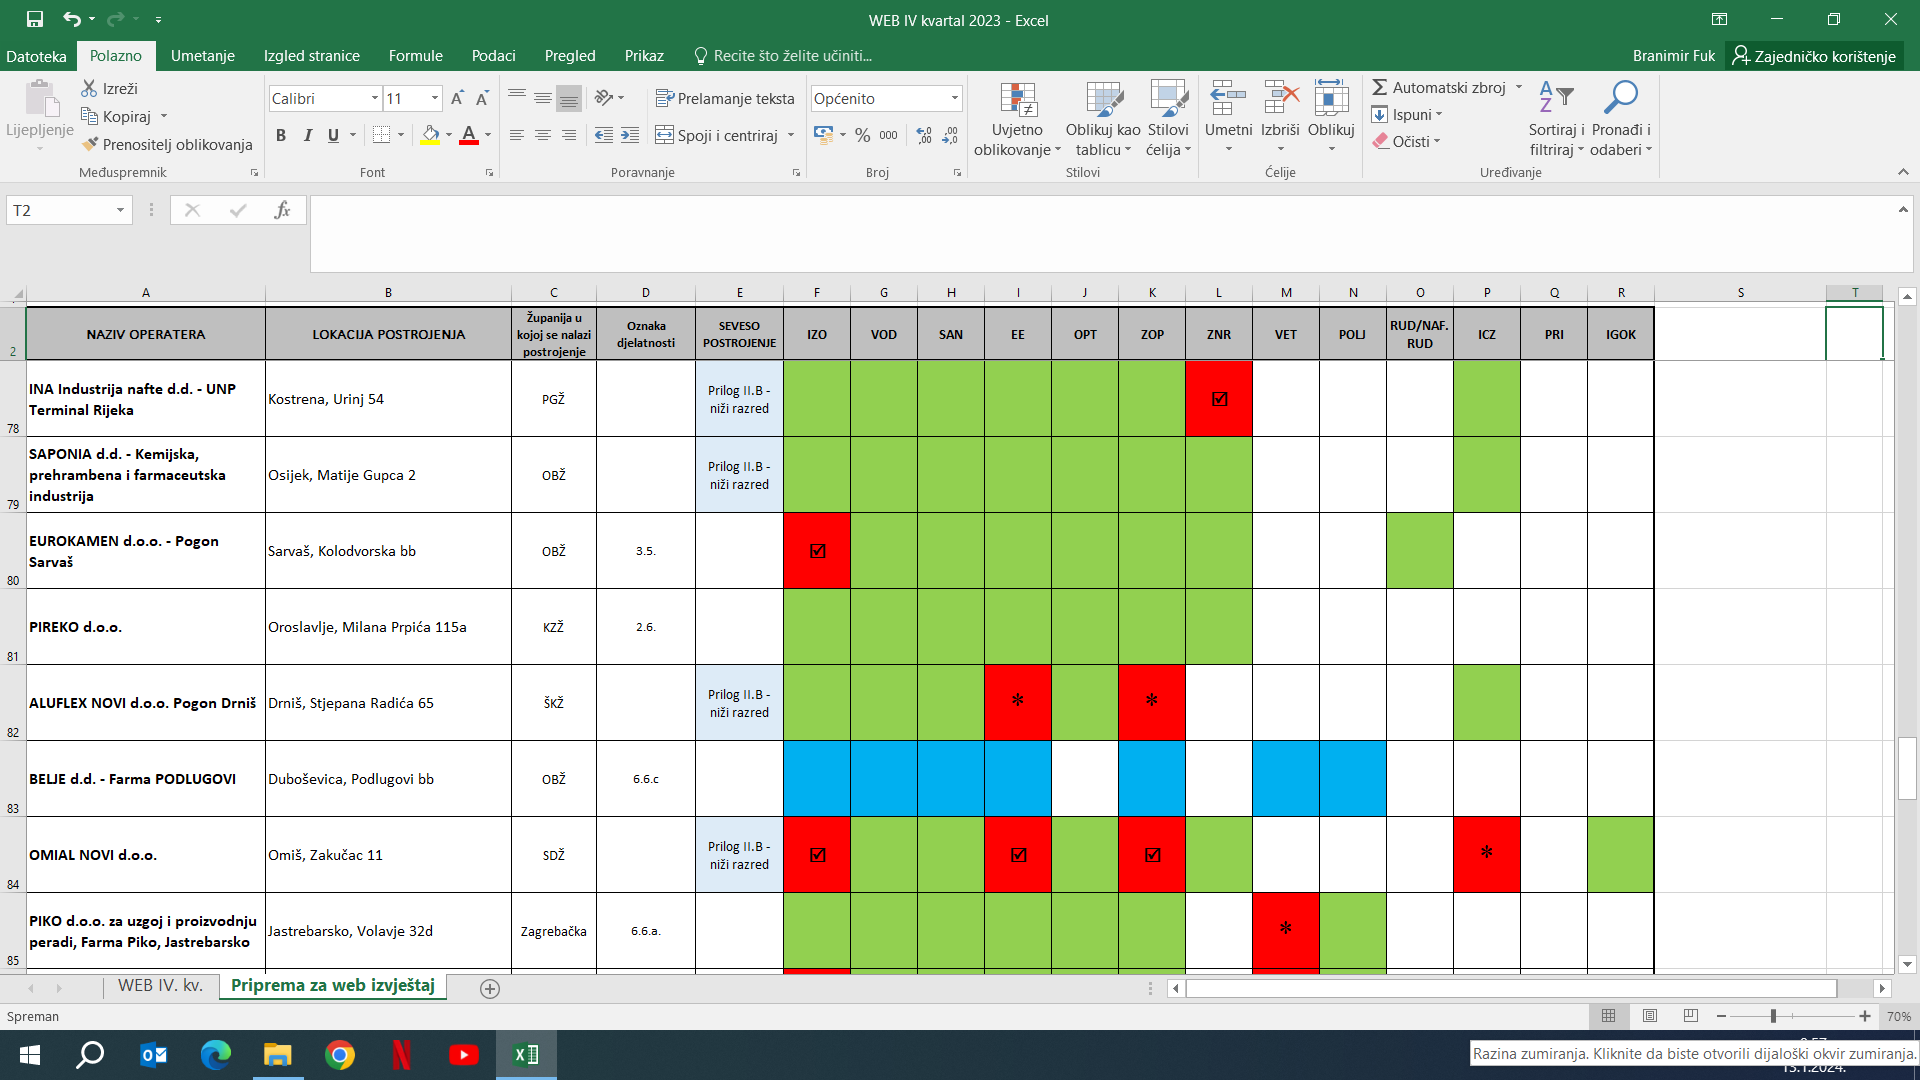 WEB IV kvartal 2023 - Excel
Datoteka Polazno Umetanje Izgled stranice Formule Podaci Pregled Prikaz Recite što želite učiniti... Branimir Fuk Zajedničko korištenje
Lijepljenje
Izreži
Kopiraj
Prenositelj oblikovanja
Međuspremnik
Calibri 11
B I U
Font
Prelamanje teksta
Spoji i centriraj
Poravnanje
Općenito
% 000
Broj
Uvjetno
oblikovanje
Oblikuj kao
tablicu
Stilovi
ćelija
Stilovi
Umetni Izbriši Oblikuj
Ćelije
Automatski zbroj
Ispuni
Očisti
Sortiraj i
filtriraj
Pronađi i
odaberi
Uređivanje
T2 fx
A B C D E F G H I J K L M N O P Q R S T
2 NAZIV OPERATERA LOKACIJA POSTROJENJA
Županija u
kojoj se nalazi
postrojenje
Oznaka
djelatnosti
SEVESO
POSTROJENJE
IZO VOD SAN EE OPT ZOP ZNR VET POLJ
RUD/NAF.
RUD
ICZ PRI IGOK
78 INA Industrija nafte d.d. - UNP
Terminal Rijeka
Kostrena, Urinj 54 PGŽ
Prilog II.B -
niži razred
☑
79 SAPONIA d.d. - Kemijska,
prehrambena i farmaceutska
industrija
Osijek, Matije Gupca 2 OBŽ
Prilog II.B -
niži razred
80 EUROKAMEN d.o.o. - Pogon
Sarvaš
Sarvaš, Kolodvorska bb OBŽ 3.5. ☑
81 PIREKO d.o.o. Oroslavlje, Milana Prpića 115a KZŽ 2.6.
82 ALUFLEX NOVI d.o.o. Pogon Drniš Drniš, Stjepana Radića 65 ŠKŽ
Prilog II.B -
niži razred
* *
83 BELJE d.d. - Farma PODLUGOVI Duboševica, Podlugovi bb OBŽ 6.6.c
84 OMIAL NOVI d.o.o. Omiš, Zakučac 11 SDŽ
Prilog II.B -
niži razred
☑ ☑ ☑ *
85 PIKO d.o.o. za uzgoj i proizvodnju
peradi, Farma Piko, Jastrebarsko
Jastrebarsko, Volavje 32d Zagrebačka 6.6.a. *
WEB IV. kv. Priprema za web izvještaj
Spreman 70%
Razina zumiranja. Kliknite da biste otvorili dijaloški okvir zumiranja.
13.1.2024.